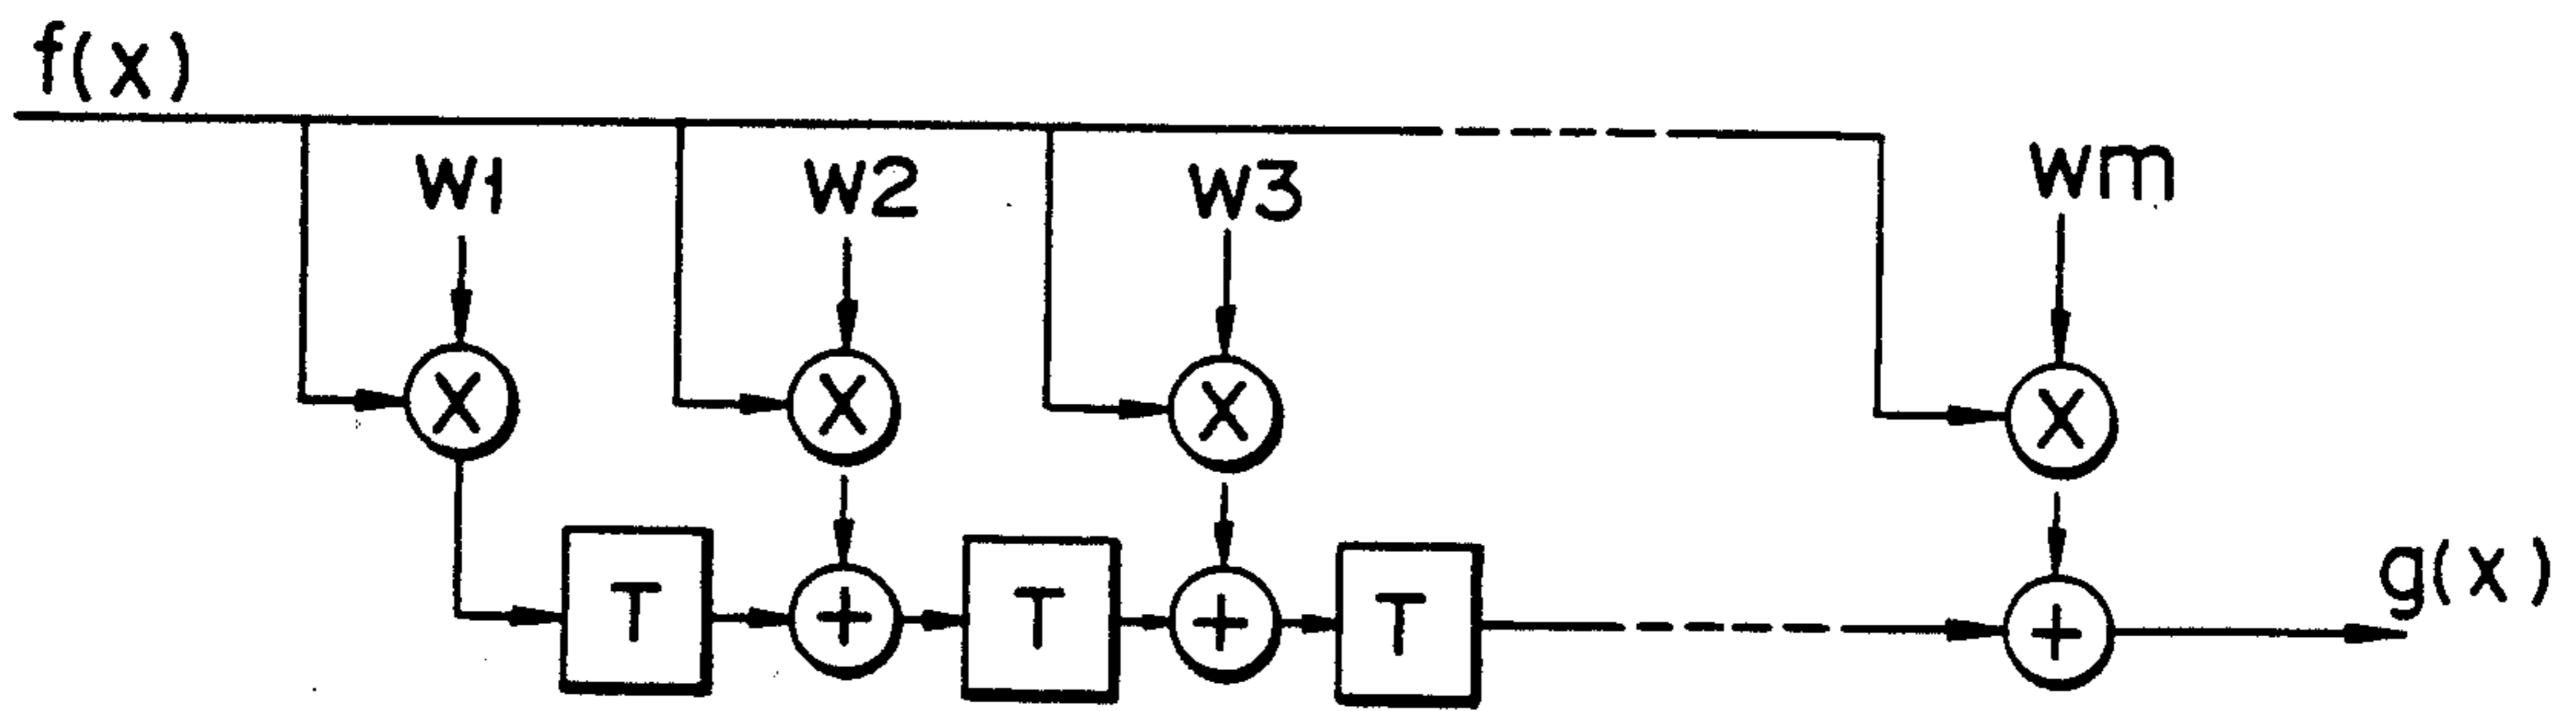 f(x)
W1 W2 W3 Wm
X X X X
T + T + T +
g(x)